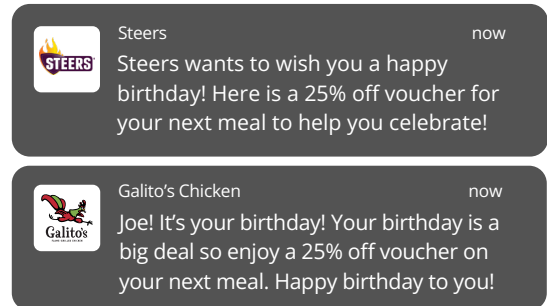 Steers now
STEERS
Steers wants to wish you a happy
birthday! Here is a 25% off voucher for
your next meal to help you celebrate!
Galito’s Chicken now
Galito's
Joe! It’s your birthday! Your birthday is a
big deal so enjoy a 25% off voucher on
your next meal. Happy birthday to you!